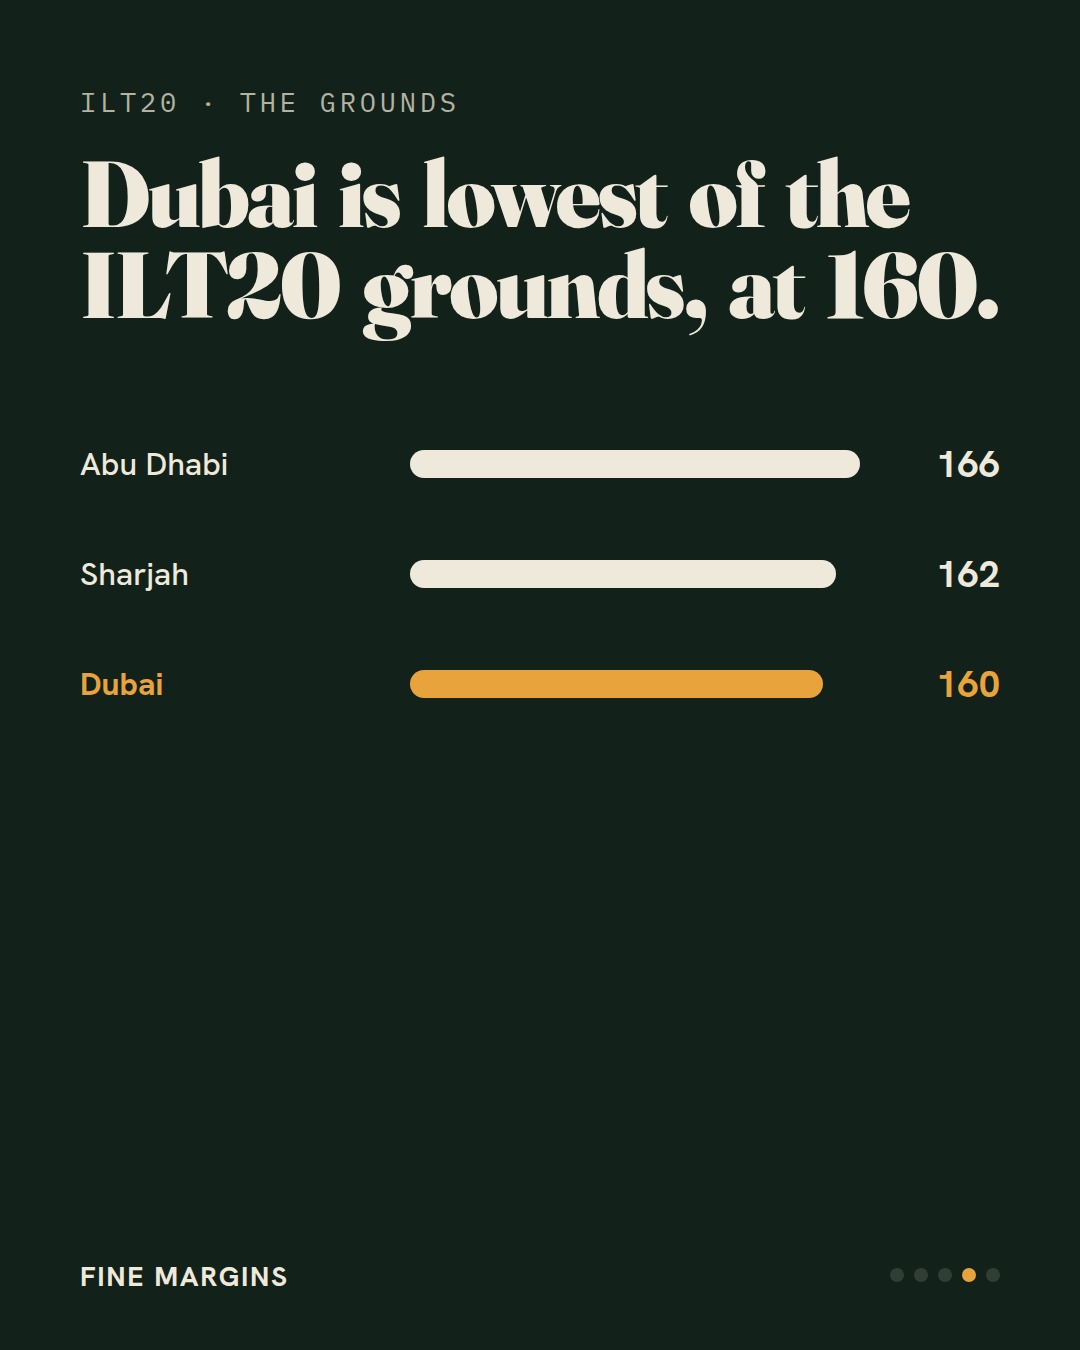 ILT20 · THE GROUNDS
Dubai is lowest of the
ILT20 grounds, at 160.
Abu Dhabi 166
Sharjah 162
Dubai 160
FINE MARGINS